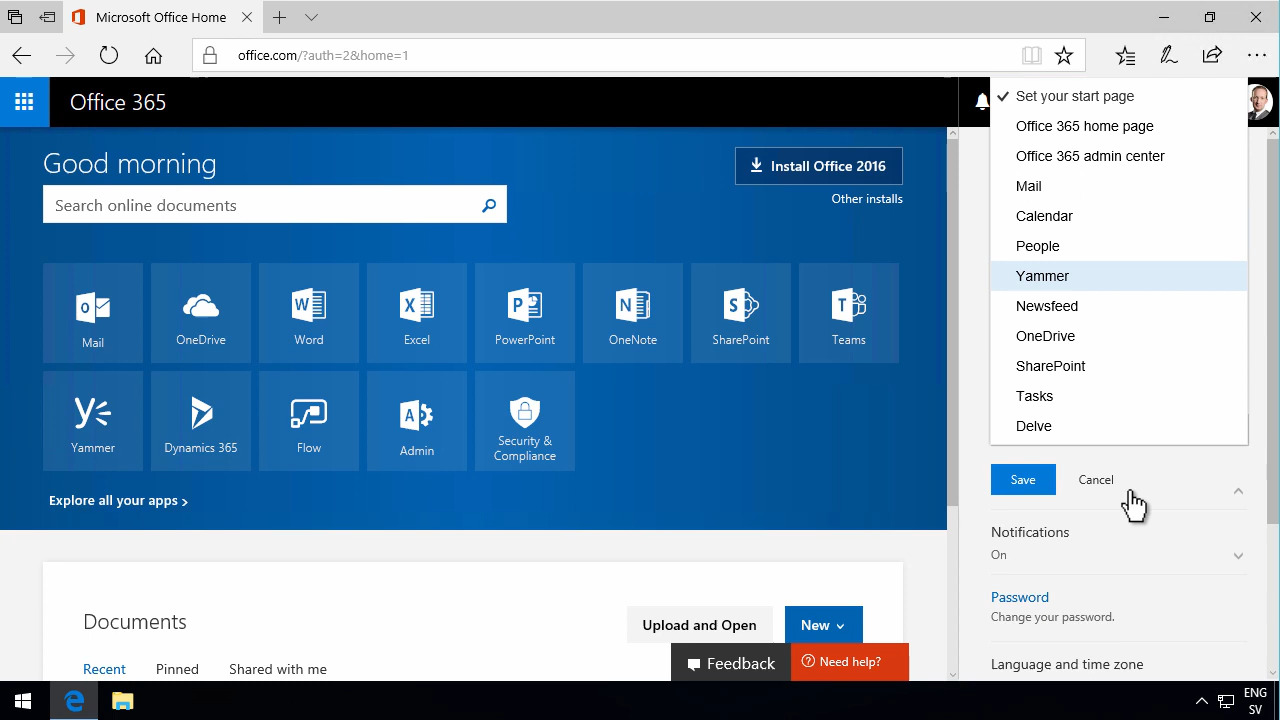 Microsoft Office Home
office.com/?auth=2&home=1
Office 365
Good morning
Search online documents
Install Office 2016
Other installs
Mail
OneDrive
Word
Excel
PowerPoint
OneNote
SharePoint
Teams
Yammer
Dynamics 365
Flow
Admin
Security &
Compliance
Explore all your apps >
Documents
Upload and Open
New
Recent
Pinned
Shared with me
Feedback
Need help?
Set your start page
Office 365 home page
Office 365 admin center
Mail
Calendar
People
Yammer
Newsfeed
OneDrive
SharePoint
Tasks
Delve
Save
Cancel
Notifications
On
Password
Change your password.
Language and time zone
ENG
SV